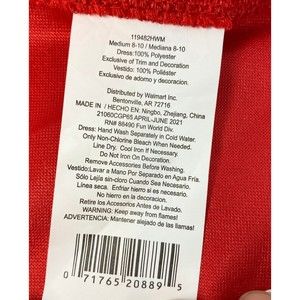 119482HWM
Medium 8-10 / Mediana 8-10
Dress:100% Polyester
Exclusive of Trim and Decoration
Vestido: 100% Poliéster
Exclusivo de adorno y decoracion.
Distributed by Walmart Inc.
Bentonville, AR 72716
MADE IN / HECHO EN: Ningbo, Zhejiang, China
21060CGP65 APRIL-JUNE 2021
RN# 88490 Fun World Div.
Dress: Hand Wash Separately in Cold Water.
Only Non-Chlorine Bleach When Needed.
Line Dry. Cool Iron if Necessary.
Do Not Iron On Decoration.
Remove Accessories Before Washing.
Vestido:Lavar a Mano Por Separado en Agua Fría.
Sólo Lejía sin-cloro Cuando Sea Necesario.
Línea seca. Enfriar hierro si es necesario.
No hierro en la decoración.
Retire los Accesorios Antes de Lavado.
WARNING: Keep away from flames!
ADVERTENCIA: Mantener alejado de las llamas!
0 71765 20889 5